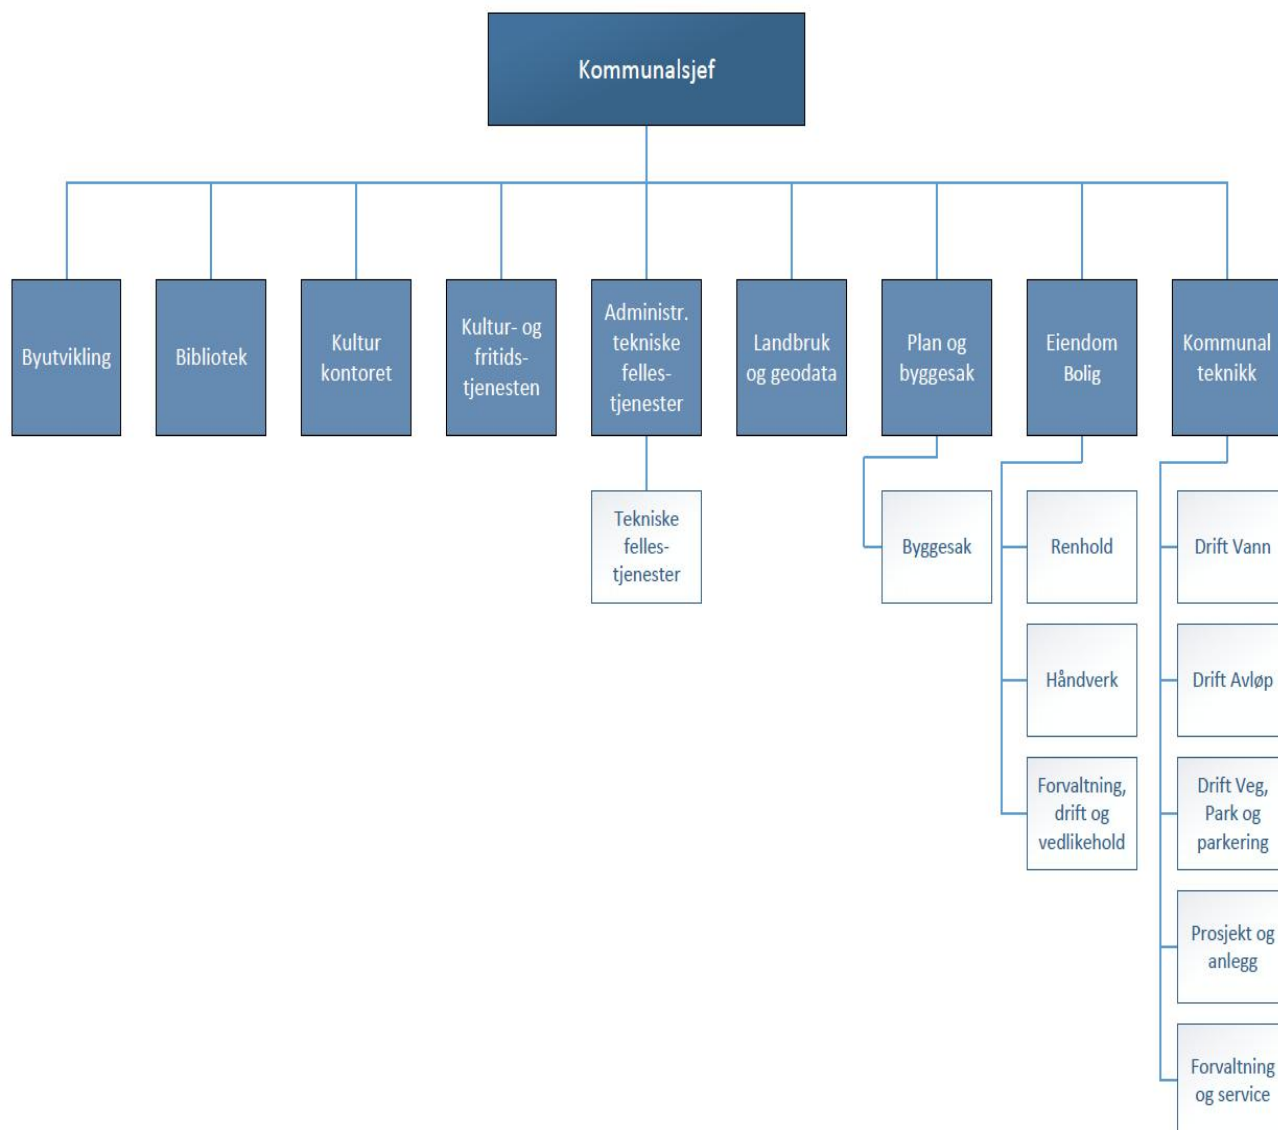 Kommunalsjef
Byutvikling
Bibliotek
Kultur
kontoret
Kultur- og
fritids-
tjenesten
Administr.
tekniske
felles-
tjenester
Landbruk
og geodata
Plan og
byggesak
Eiendom
Bolig
Kommunal
teknikk
Tekniske
felles-
tjenester
Byggesak
Renhold
Håndverk
Forvaltning,
drift og
vedlikehold
Drift Vann
Drift Avløp
Drift Veg,
Park og
parkering
Prosjekt og
anlegg
Forvaltning
og service